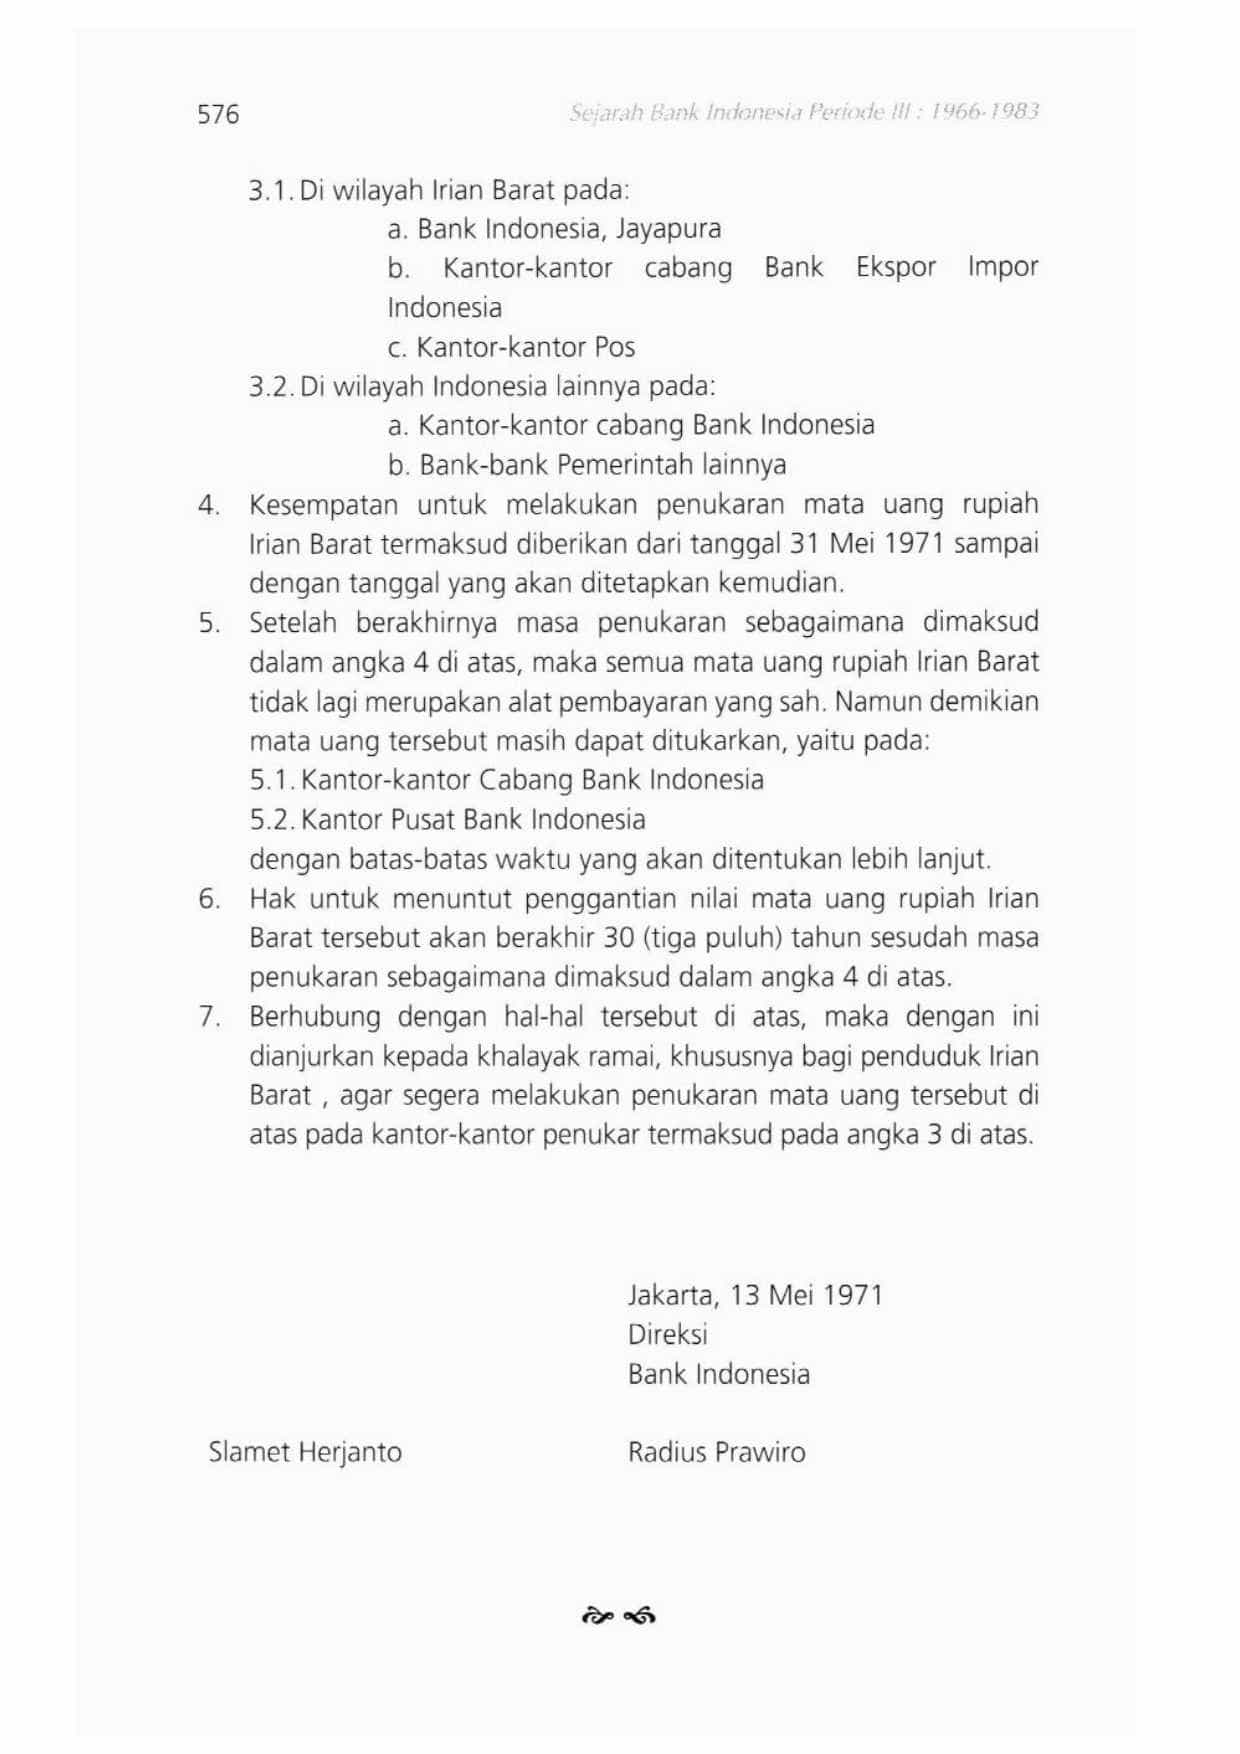 576
Sejarah Bank Indonesia Periode III : 1966-1983
3.1. Di wilayah Irian Barat pada:
a. Bank Indonesia, Jayapura
b. Kantor-kantor cabang Bank Ekspor Impor
Indonesia
c. Kantor-kantor Pos
3.2. Di wilayah Indonesia lainnya pada:
a. Kantor-kantor cabang Bank Indonesia
b. Bank-bank Pemerintah lainnya
4. Kesempatan untuk melakukan penukaran mata uang rupiah
Irian Barat termaksud diberikan dari tanggal 31 Mei 1971 sampai
dengan tanggal yang akan ditetapkan kemudian.
5. Setelah berakhirnya masa penukaran sebagaimana dimaksud
dalam angka 4 di atas, maka semua mata uang rupiah Irian Barat
tidak lagi merupakan alat pembayaran yang sah. Namun demikian
mata uang tersebut masih dapat ditukarkan, yaitu pada:
5.1. Kantor-kantor Cabang Bank Indonesia
5.2. Kantor Pusat Bank Indonesia
dengan batas-batas waktu yang akan ditentukan lebih lanjut.
6. Hak untuk menuntut penggantian nilai mata uang rupiah Irian
Barat tersebut akan berakhir 30 (tiga puluh) tahun sesudah masa
penukaran sebagaimana dimaksud dalam angka 4 di atas.
7. Berhubung dengan hal-hal tersebut di atas, maka dengan ini
dianjurkan kepada khalayak ramai, khususnya bagi penduduk Irian
Barat , agar segera melakukan penukaran mata uang tersebut di
atas pada kantor-kantor penukar termaksud pada angka 3 di atas.
Jakarta, 13 Mei 1971
Direksi
Bank Indonesia
Slamet Herjanto
Radius Prawiro